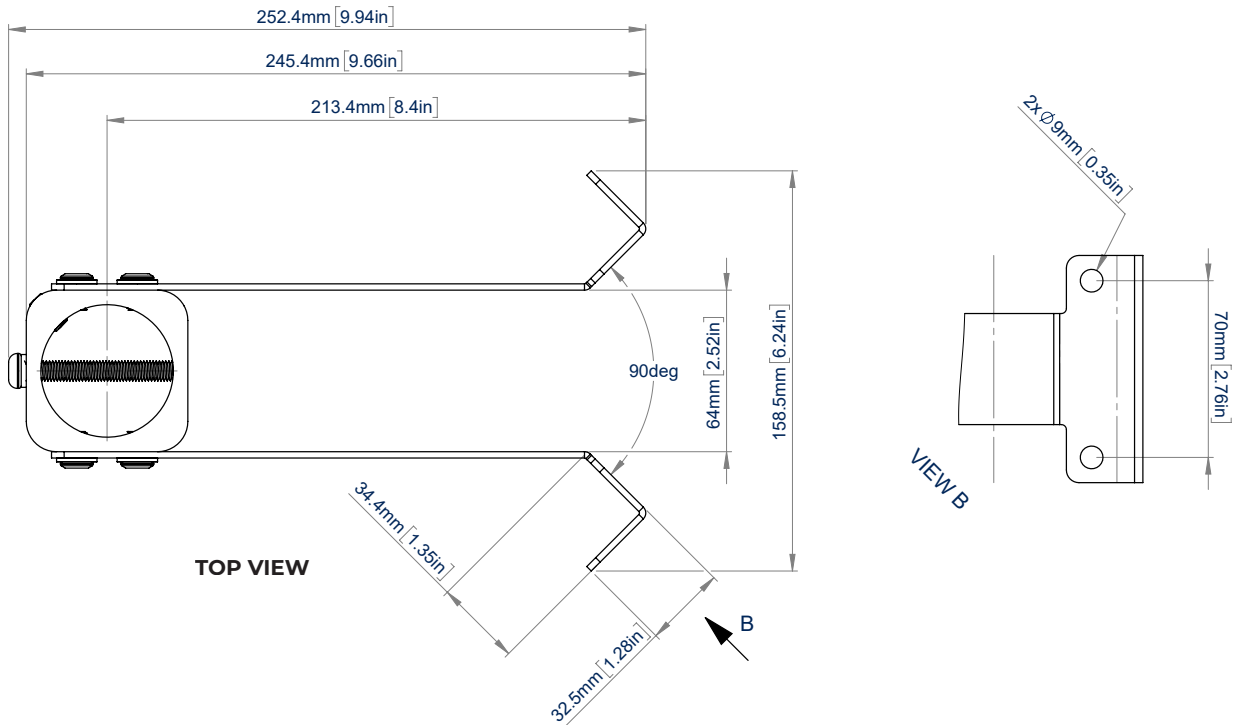 252.4mm [9.94in]
245.4mm [9.66in]
213.4mm [8.4in]
2x Ø9mm [0.35in]
90deg
64mm [2.52in]
158.5mm [6.24in]
70mm [2.76in]
VIEW B
34.4mm [1.35in]
TOP VIEW
B
32.5mm [1.28in]